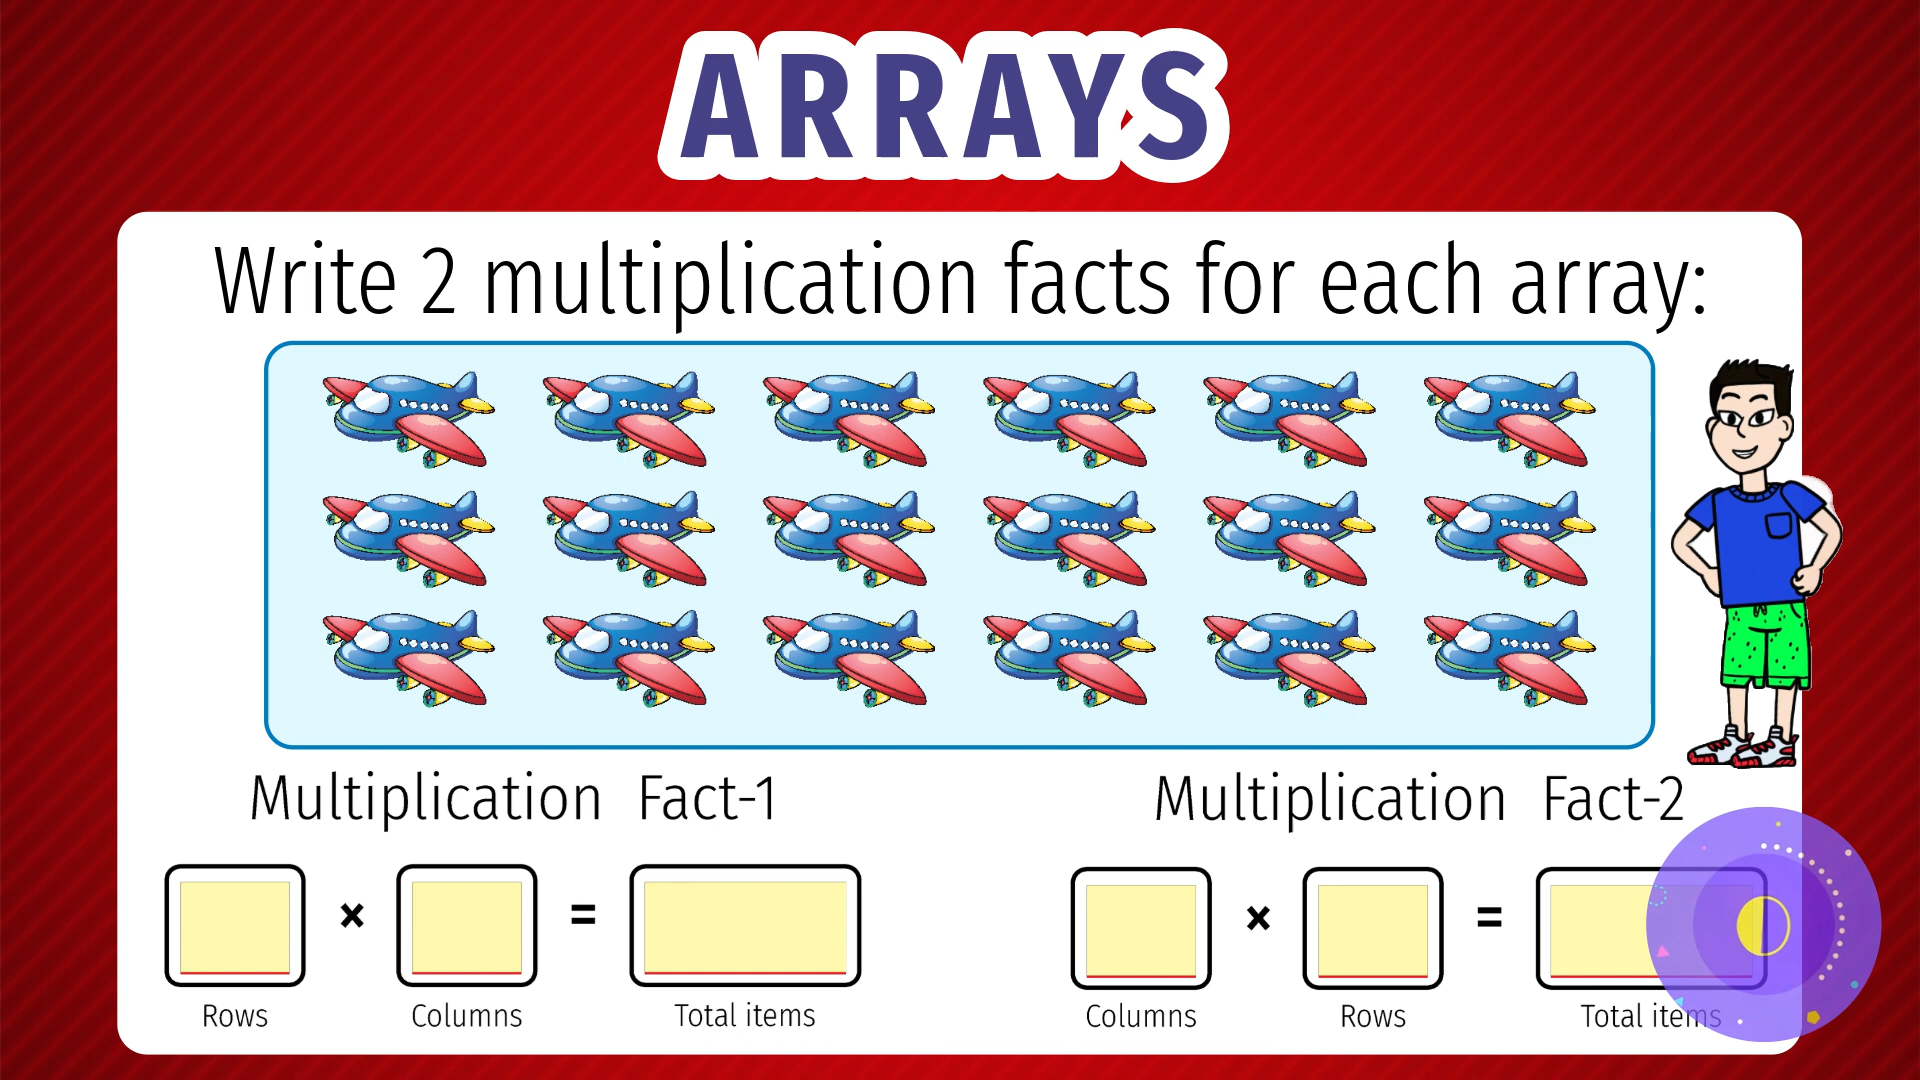 ARRAYS
Write 2 multiplication facts for each array:
Multiplication Fact-1
Multiplication Fact-2
× =
× =
Rows Columns Total items
Columns Rows Total items